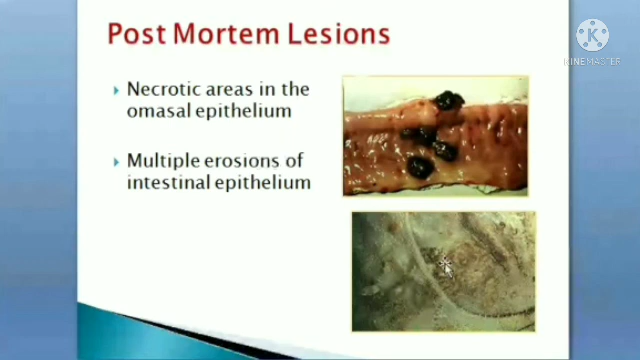 Post Mortem Lesions
K
KINEMASTER
Necrotic areas in the
omasal epithelium
Multiple erosions of
intestinal epithelium